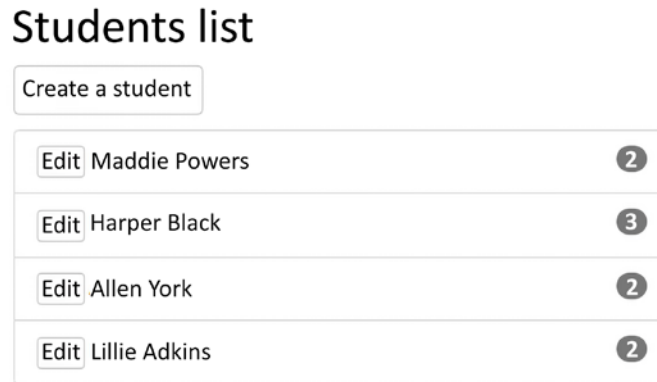 Students list
Create a student
Edit Maddie Powers 2
Edit Harper Black 3
Edit Allen York 2
Edit Lillie Adkins 2